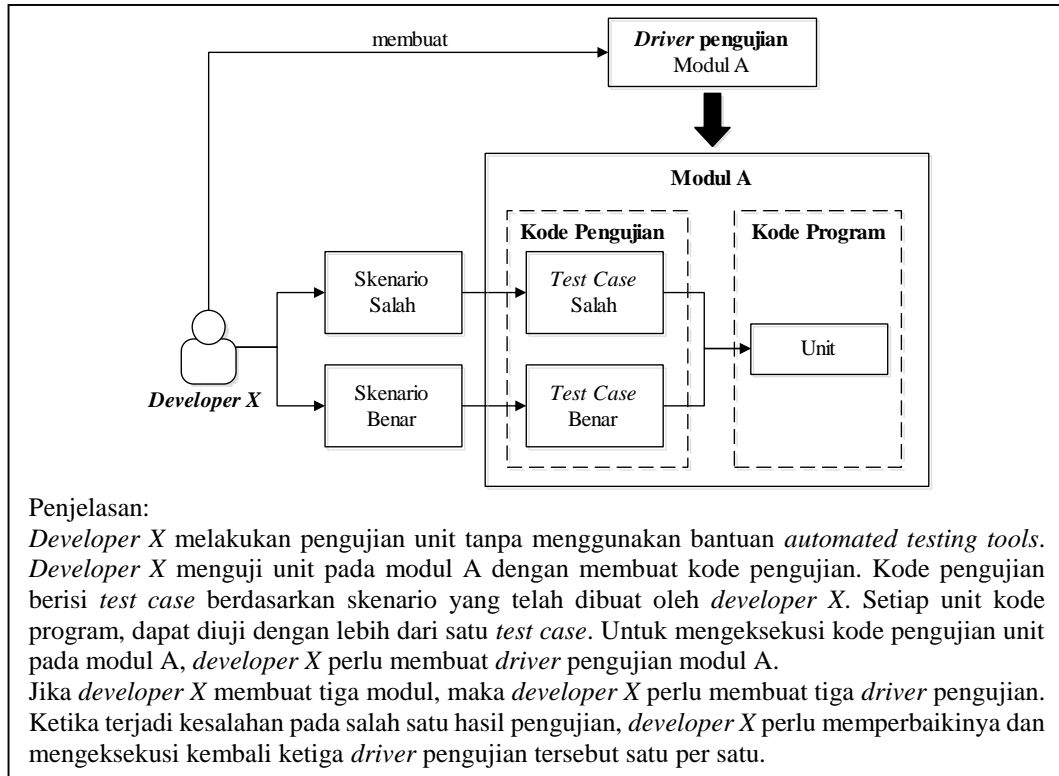 membuat
Driver pengujian
Modul A
Modul A
Kode Pengujian
Kode Program
Skenario
Salah
Test Case
Salah
Unit
Developer X
Skenario
Benar
Test Case
Benar
Penjelasan:
Developer X melakukan pengujian unit tanpa menggunakan bantuan automated testing tools.
Developer X menguji unit pada modul A dengan membuat kode pengujian. Kode pengujian
berisi test case berdasarkan skenario yang telah dibuat oleh developer X. Setiap unit kode
program, dapat diuji dengan lebih dari satu test case. Untuk mengeksekusi kode pengujian unit
pada modul A, developer X perlu membuat driver pengujian modul A.
Jika developer X membuat tiga modul, maka developer X perlu membuat tiga driver pengujian.
Ketika terjadi kesalahan pada salah satu hasil pengujian, developer X perlu memperbaikinya dan
mengeksekusi kembali ketiga driver pengujian tersebut satu per satu.